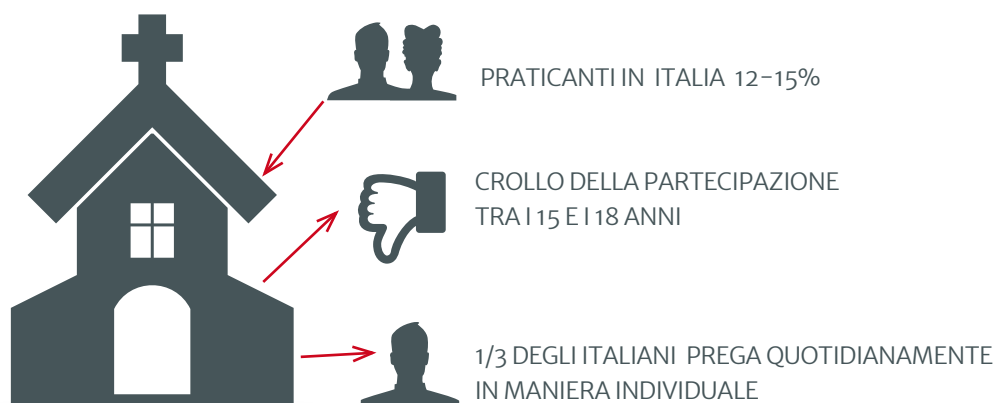 PRATICANTI IN ITALIA 12-15%
CROLLO DELLA PARTECIPAZIONE
TRA I 15 E I 18 ANNI
1/3 DEGLI ITALIANI PREGA QUOTIDIANAMENTE
IN MANIERA INDIVIDUALE